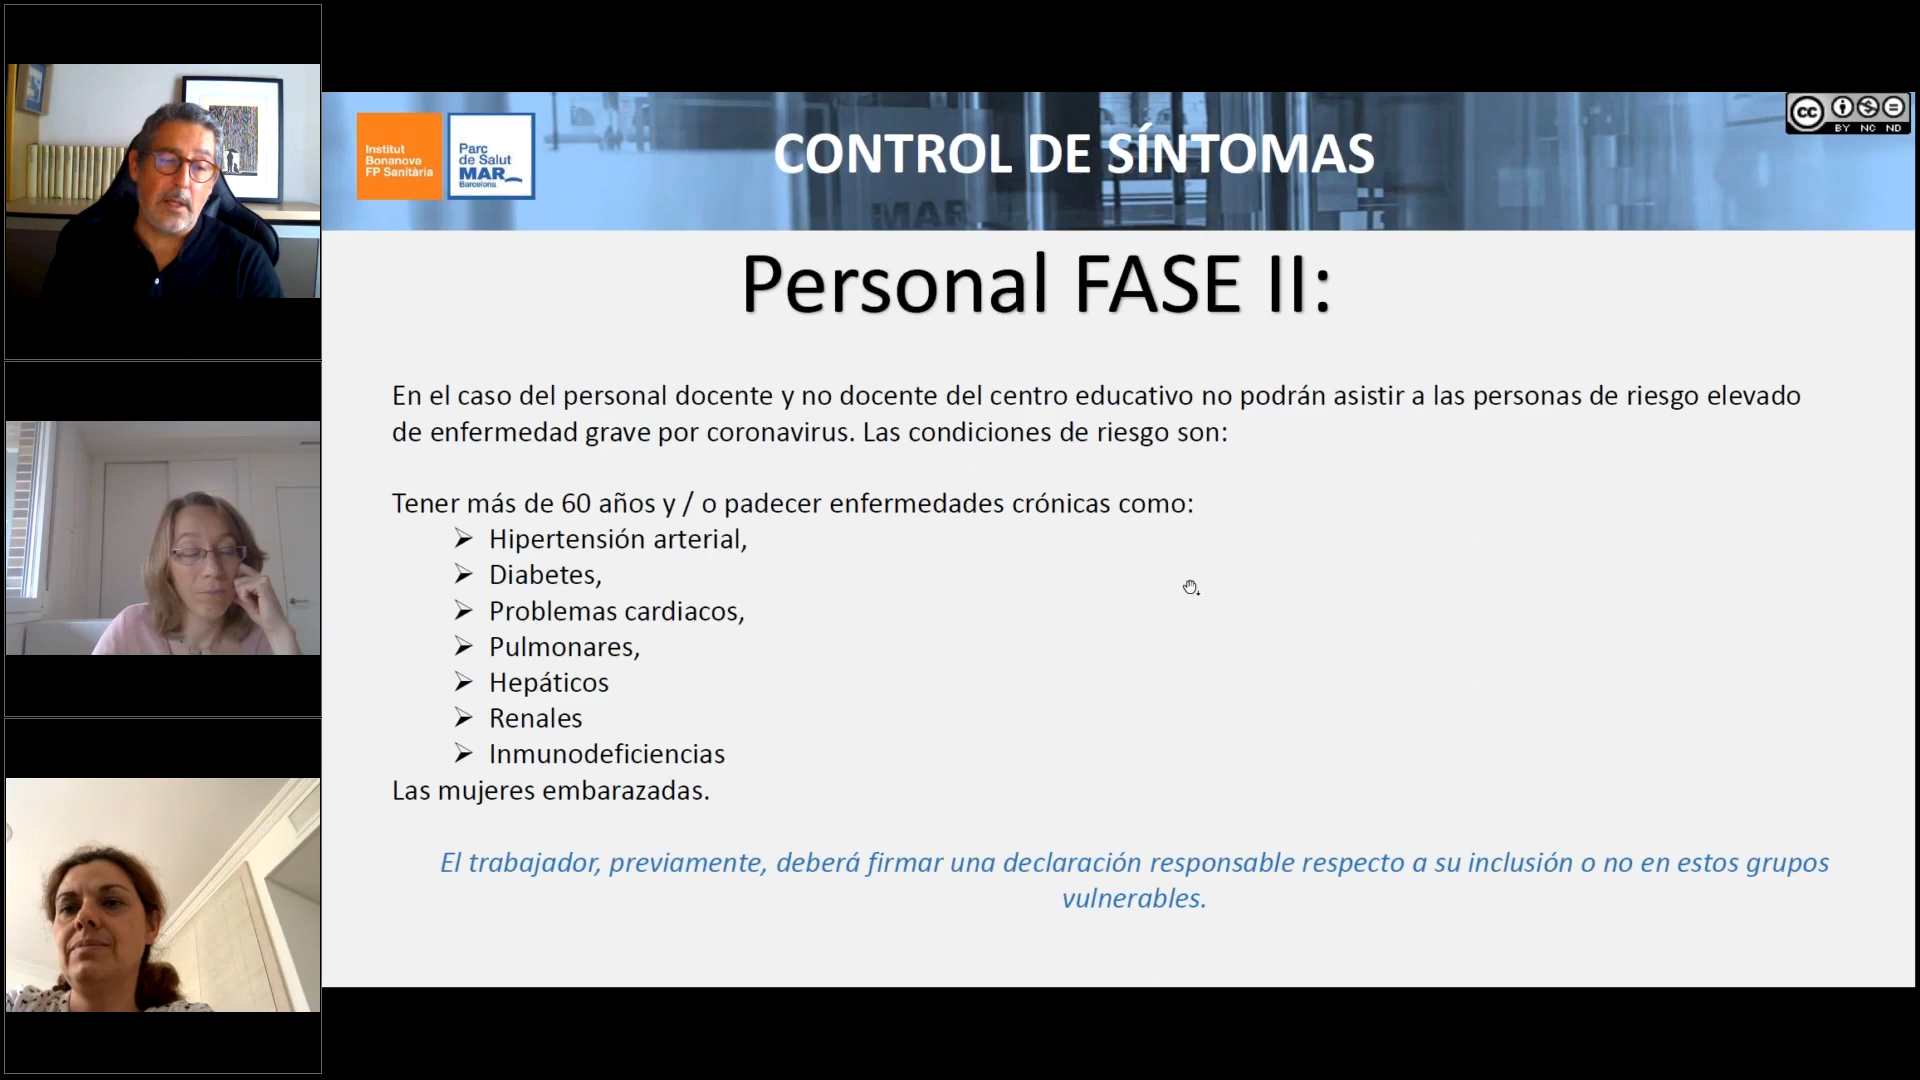 Institut
Bonanova
FP Sanitària
Parc
de Salut
MAR
Barcelona
CONTROL DE SÍNTOMAS
MAR
cc
BY NC ND
Personal FASE II:
En el caso del personal docente y no docente del centro educativo no podrán asistir a las personas de riesgo elevado
de enfermedad grave por coronavirus. Las condiciones de riesgo son:
Tener más de 60 años y / o padecer enfermedades crónicas como:
➢ Hipertensión arterial,
➢ Diabetes,
➢ Problemas cardiacos,
➢ Pulmonares,
➢ Hepáticos
➢ Renales
➢ Inmunodeficiencias
Las mujeres embarazadas.
El trabajador, previamente, deberá firmar una declaración responsable respecto a su inclusión o no en estos grupos
vulnerables.